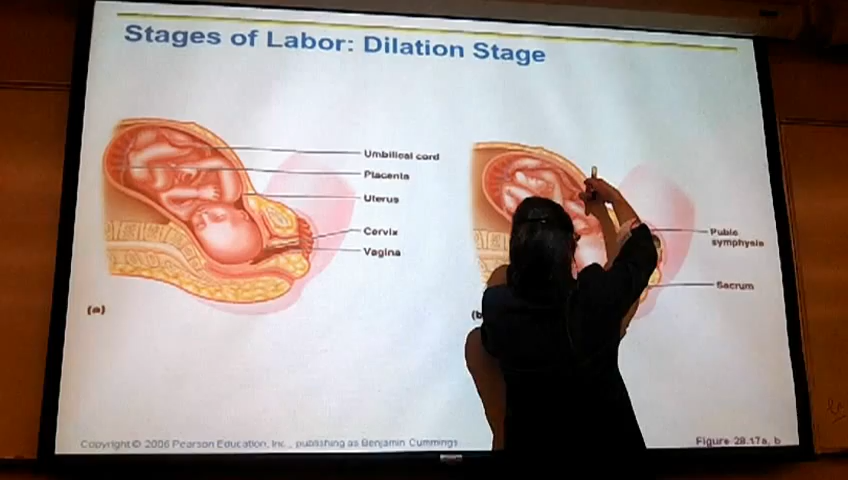 Stages of Labor: Dilation Stage
Umbilical cord
Placenta
Uterus
Cervix
Vagina
Pubic
symphysis
Sacrum
(a)
(b
Copyright © 2006 Pearson Education, Inc., publishing as Benjamin Cummings
Figure 28.17a, b